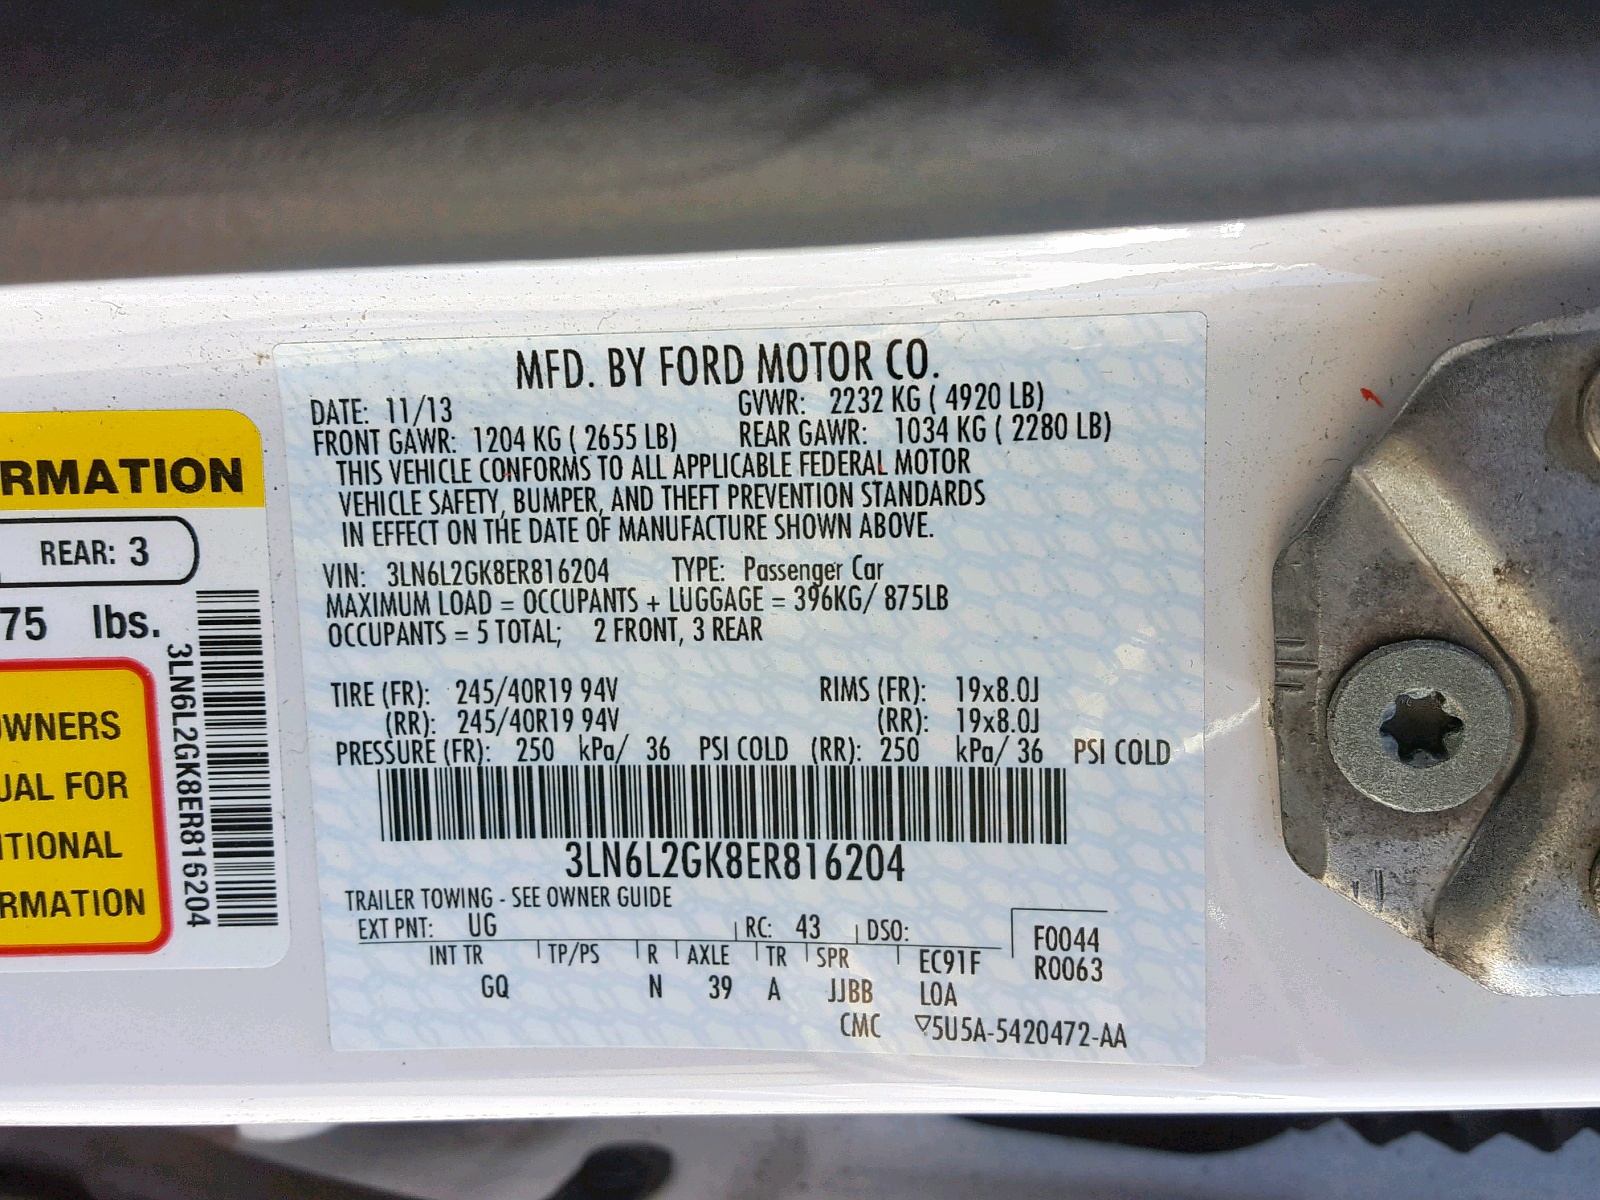 RMATION
REAR: 3
75 lbs.
OWNERS
UAL FOR
ITIONAL
RMATION
3LN6L2GK8ER816204
MFD. BY FORD MOTOR CO.
DATE: 11/13 GVWR: 2232 KG ( 4920 LB)
FRONT GAWR: 1204 KG ( 2655 LB) REAR GAWR: 1034 KG ( 2280 LB)
THIS VEHICLE CONFORMS TO ALL APPLICABLE FEDERAL MOTOR
VEHICLE SAFETY, BUMPER, AND THEFT PREVENTION STANDARDS
IN EFFECT ON THE DATE OF MANUFACTURE SHOWN ABOVE.
VIN: 3LN6L2GK8ER816204 TYPE: Passenger Car
MAXIMUM LOAD = OCCUPANTS + LUGGAGE = 396KG/ 875LB
OCCUPANTS = 5 TOTAL; 2 FRONT, 3 REAR
TIRE (FR): 245/40R19 94V RIMS (FR): 19x8.0J
(RR): 245/40R19 94V (RR): 19x8.0J
PRESSURE (FR): 250 kPa/ 36 PSI COLD (RR): 250 kPa/ 36 PSI COLD
3LN6L2GK8ER816204
TRAILER TOWING - SEE OWNER GUIDE
EXT PNT: UG RC: 43 DSO: F0044
INT TR TP/PS R AXLE TR SPR EC91F R0063
GQ N 39 A JJBB LOA
CMC ▽5U5A-5420472-AA